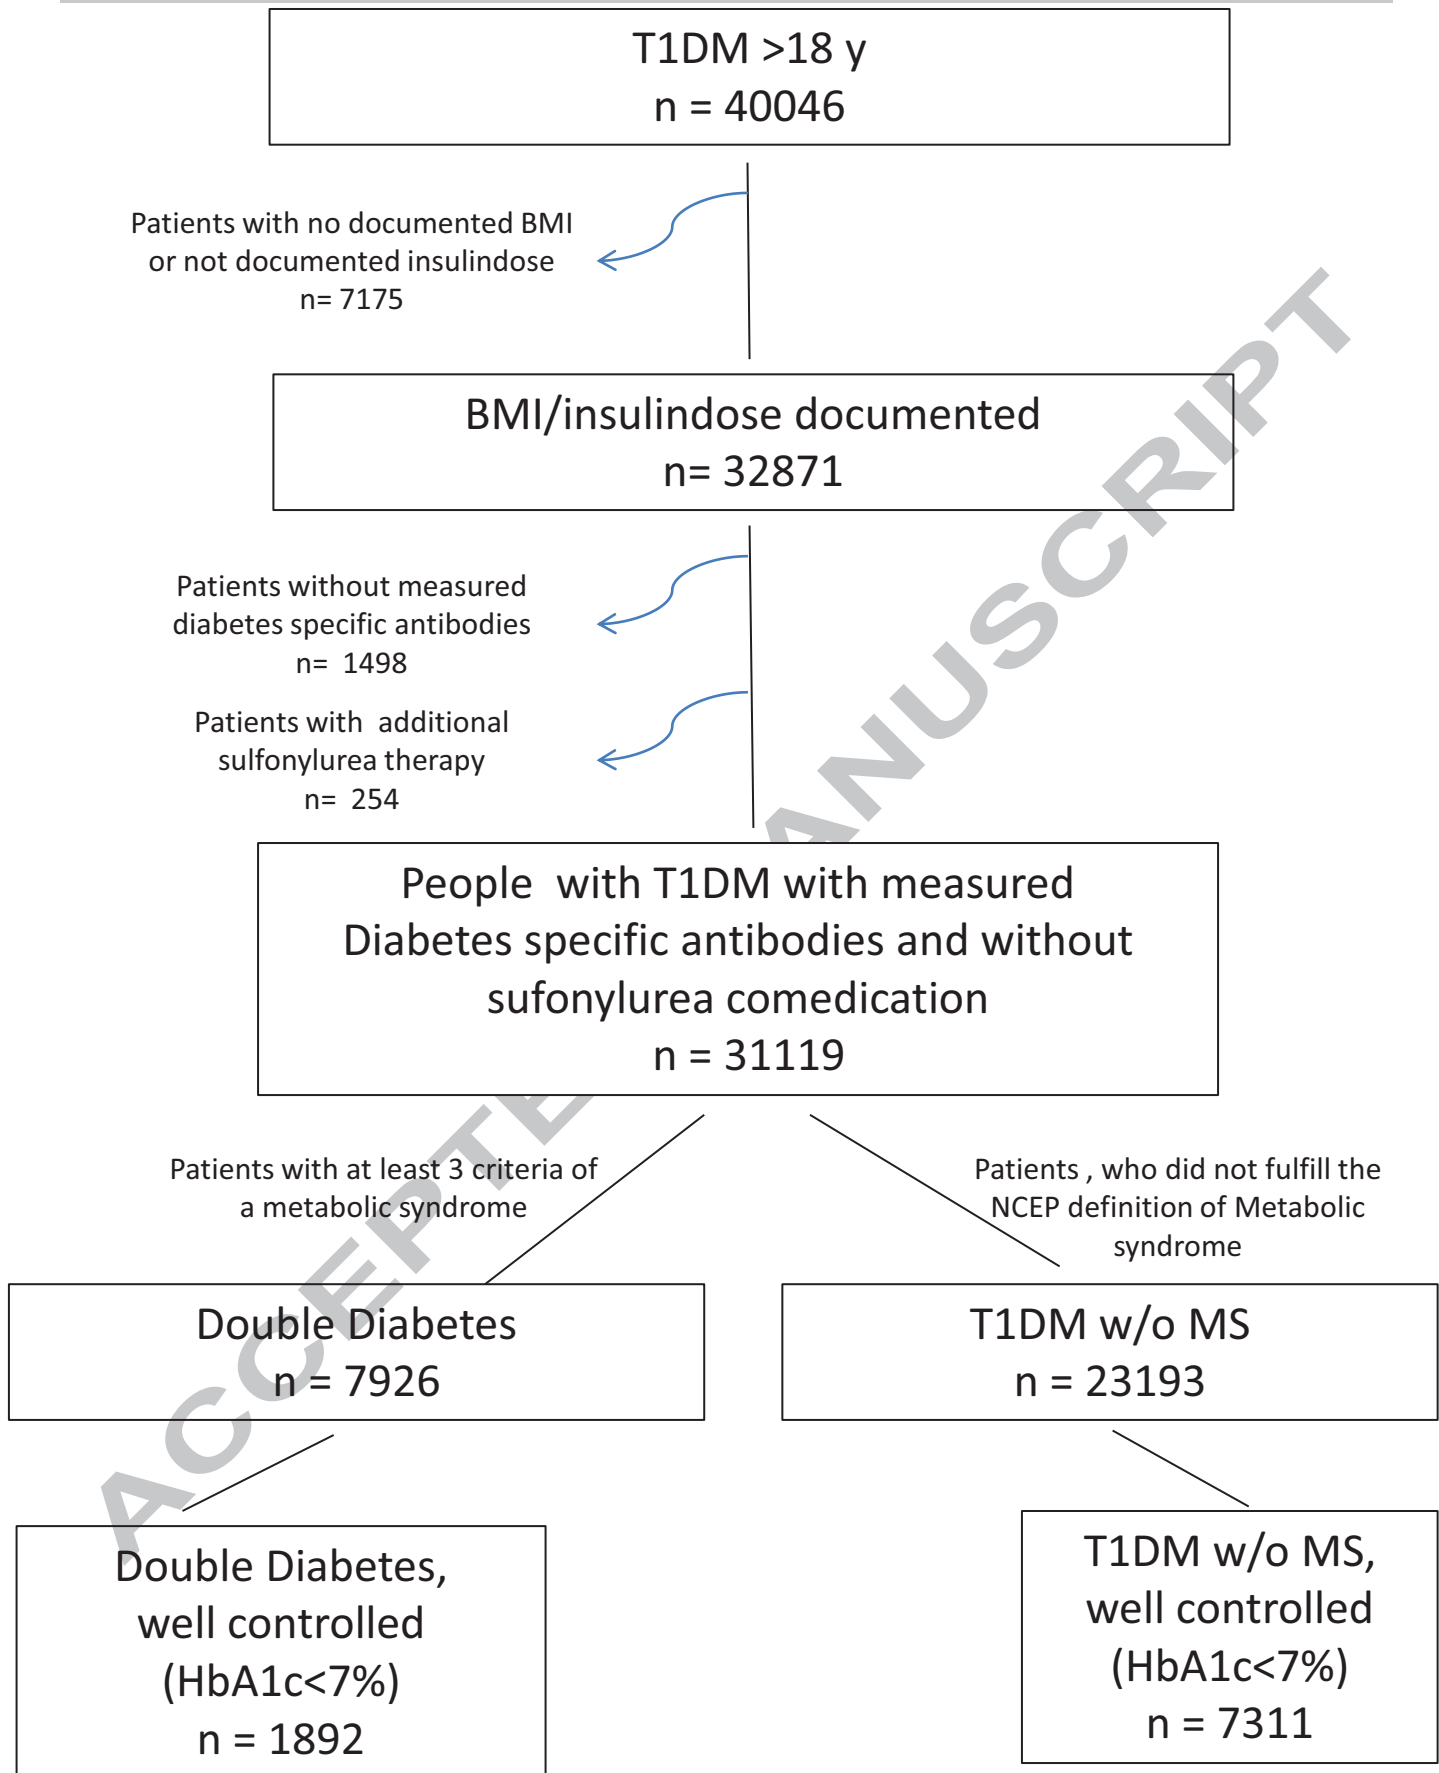 T1DM >18 y
n = 40046
Patients with no documented BMI
or not documented insulindose
n= 7175
BMI/insulindose documented
n= 32871
Patients without measured
diabetes specific antibodies
n= 1498
Patients with additional
sulfonylurea therapy
n= 254
People with T1DM with measured
Diabetes specific antibodies and without
sufonylurea comedication
n = 31119
Patients with at least 3 criteria of
a metabolic syndrome
Patients , who did not fulfill the
NCEP definition of Metabolic
syndrome
Double Diabetes
n = 7926
T1DM w/o MS
n = 23193
Double Diabetes,
well controlled
(HbA1c<7%)
n = 1892
T1DM w/o MS,
well controlled
(HbA1c<7%)
n = 7311
ACCEPTE ANUSCRIPT